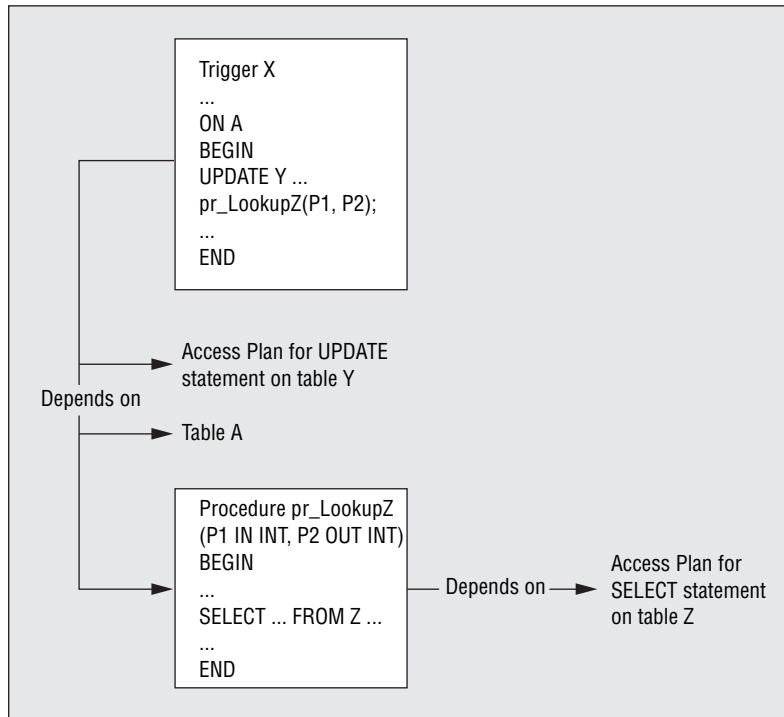 Trigger X
...
ON A
BEGIN
UPDATE Y ...
pr_LookupZ(P1, P2);
...
END
Access Plan for UPDATE
statement on table Y
Depends on
Table A
Procedure pr_LookupZ
(P1 IN INT, P2 OUT INT)
BEGIN
...
SELECT ... FROM Z ...
...
END
Depends on
Access Plan for
SELECT statement
on table Z